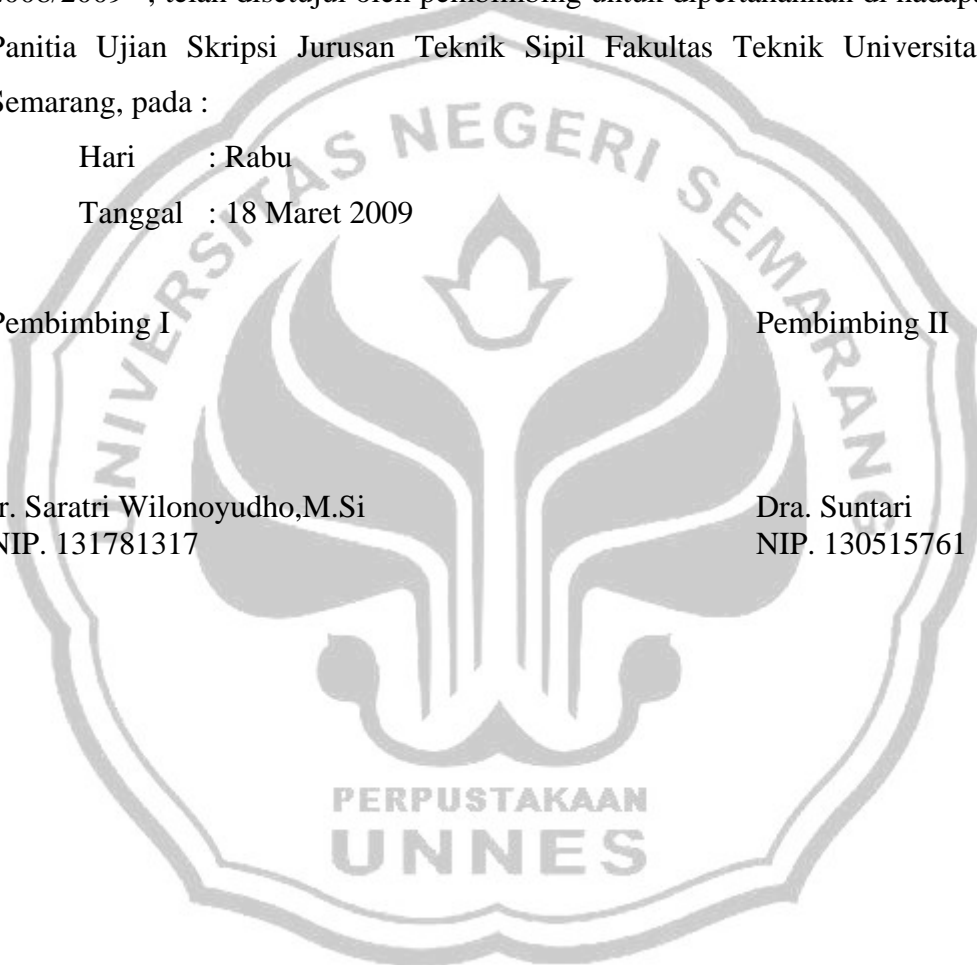 2008/2009 ", telah disetujui oleh pembimbing untuk dipertahankan di
Panitia Ujian Skripsi Jurusan Teknik Sipil Fakultas Teknik
Semarang, pada :
Hari : Rabu
Tanggal : 18 Maret 2009
Pembimbing I Pembimbing II
Saratri Wilonoyudho,M.Si Dra. Suntari
NIP. 131781317 NIP. 130515761
UNIVERSITAS NEGERI SEMARANG
PERPUSTAKAAN
UNNES